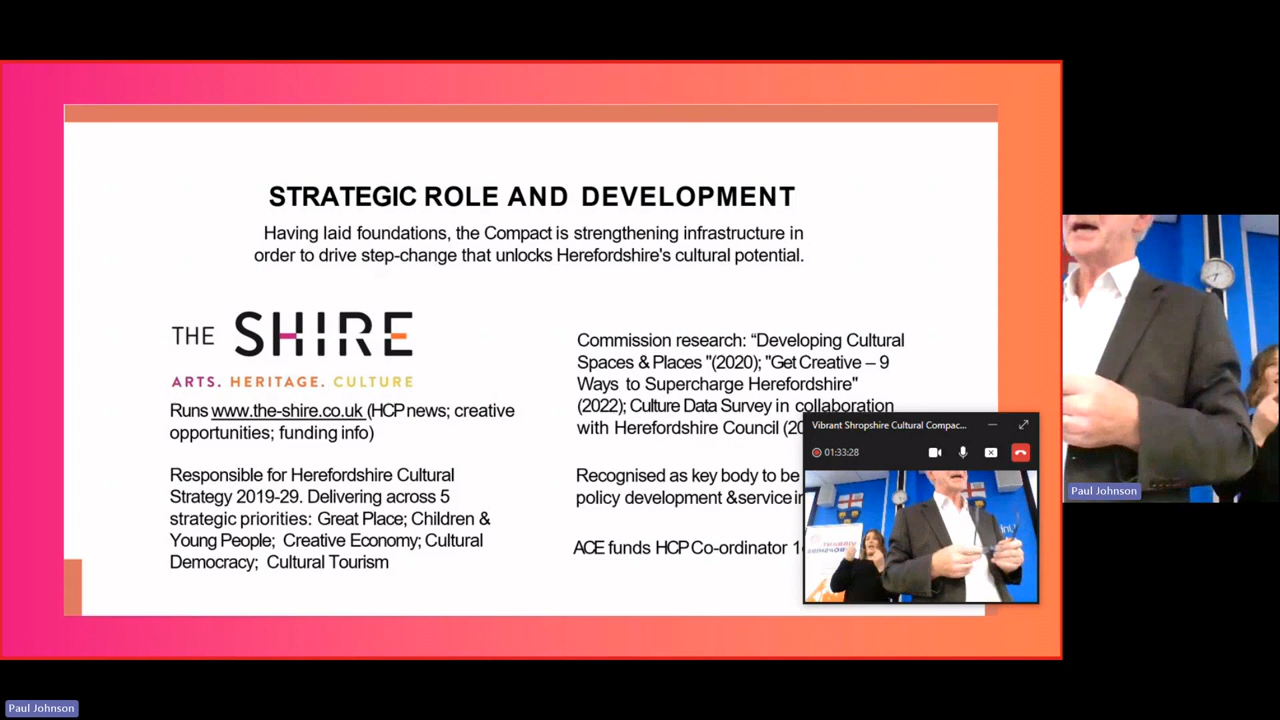 STRATEGIC ROLE AND DEVELOPMENT
Having laid foundations, the Compact is strengthening infrastructure in
order to drive step-change that unlocks Herefordshire's cultural potential.
THE SHIRE
ARTS. HERITAGE. CULTURE
Runs www.the-shire.co.uk (HCP news; creative
opportunities; funding info)
Responsible for Herefordshire Cultural
Strategy 2019-29. Delivering across 5
strategic priorities: Great Place; Children &
Young People; Creative Economy; Cultural
Democracy; Cultural Tourism
Commission research: “Developing Cultural
Spaces & Places "(2020); "Get Creative – 9
Ways to Supercharge Herefordshire"
(2022); Culture Data Survey in collaboration
with Herefordshire Council (20
Recognised as key body to be
policy development &service
ACE funds HCP Co-ordinator
Vibrant Shropshire Cultural Compac...
01:33:28
Paul Johnson
Paul Johnson